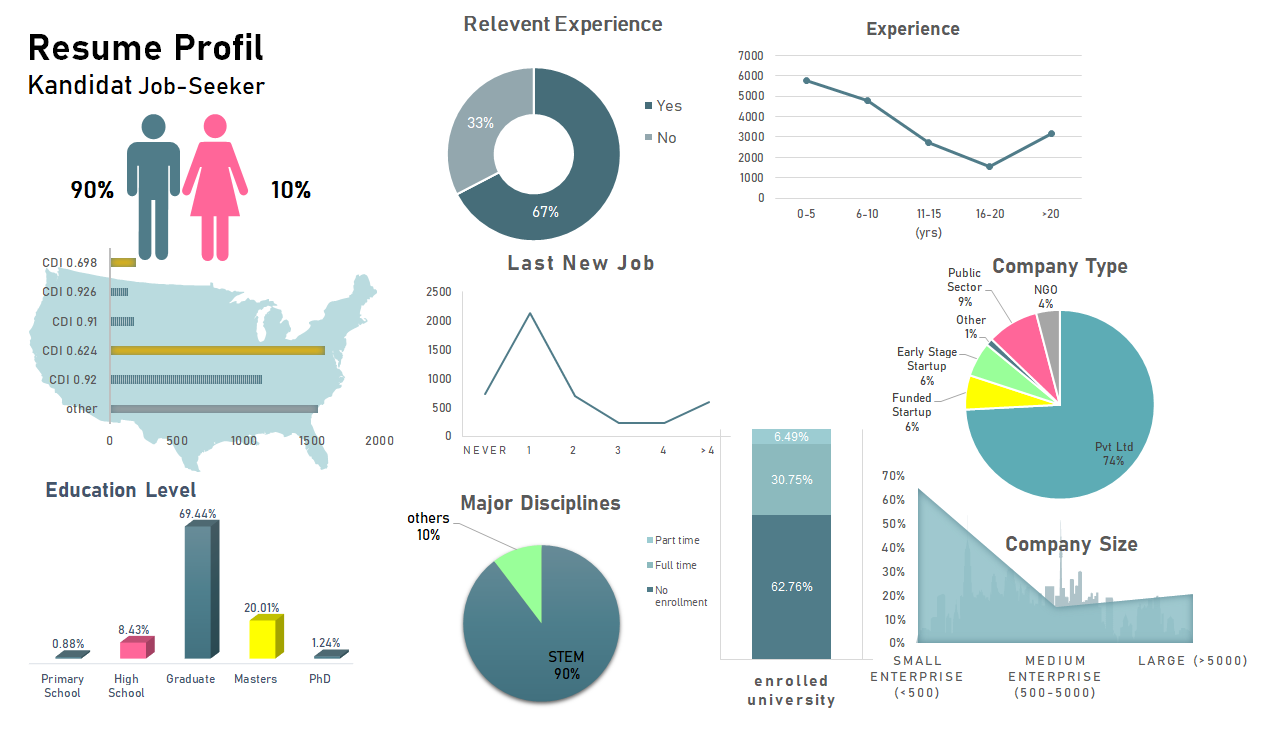 Resume Profil
Kandidat Job-Seeker
90%
10%
CDI 0.698
CDI 0.926
CDI 0.91
CDI 0.624
CDI 0.92
other
0 500 1000 1500 2000
Relevent Experience
33%
67%
Yes
No
Experience
7000
6000
5000
4000
3000
2000
1000
0
0-5 6-10 11-15 16-20 >20
(yrs)
Last New Job
2500
2000
1500
1000
500
0
NEVER 1 2 3 4 >4
Company Type
Public
Sector
9%
NGO
4%
Other
1%
Early Stage
Startup
6%
Funded
Startup
6%
Pvt Ltd
74%
Education Level
0.88%
8.43%
69.44%
20.01%
1.24%
Primary
School
High
School
Graduate
Masters
PhD
Major Disciplines
others
10%
STEM
90%
Part time
Full time
No
enrollment
6.49%
30.75%
62.76%
enrolled
university
Company Size
70%
60%
50%
40%
30%
20%
10%
0%
SMALL
ENTERPRISE
(<500)
MEDIUM
ENTERPRISE
(500-5000)
LARGE (>5000)